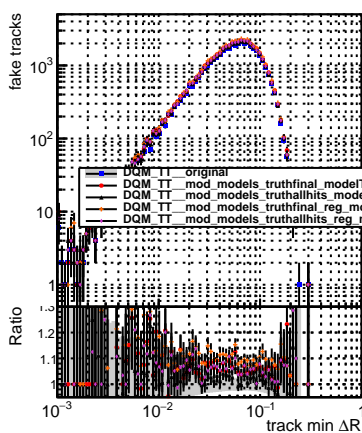 fake tracks
10³
10²
DQM_TT__original
DQM_TT__mod_models_truthfinal_modelT
DQM_TT__mod_models_truthallhits_mode
DQM_TT__mod_models_truthfinal_reg_m
DQM_TT__mod_models_truthallhits_reg_m
10
1
Ratio
1.3
1.2
1.1
1
10⁻³
10⁻²
10⁻¹
1
track min ΔR